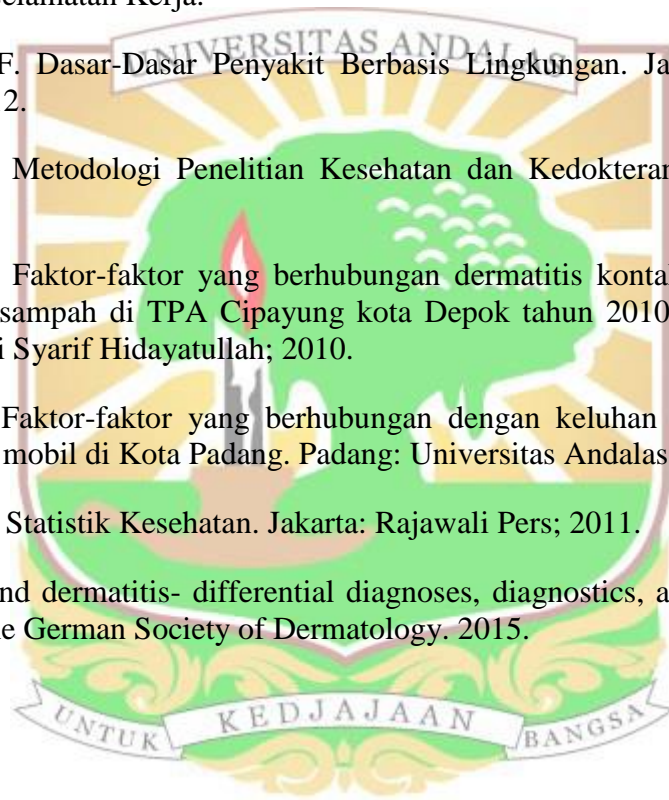 elamatan Kerja.
UNIVERSITAS ANDALAS
F. Dasar-Dasar Penyakit Berbasis Lingkungan. Ja
2.
Metodologi Penelitian Kesehatan dan Kedokteran
Faktor-faktor yang berhubungan dermatitis konta
sampah di TPA Cipayung kota Depok tahun 2010
i Syarif Hidayatullah; 2010.
Faktor-faktor yang berhubungan dengan keluhan
mobil di Kota Padang. Padang: Universitas Andalas
Statistik Kesehatan. Jakarta: Rajawali Pers; 2011.
nd dermatitis- differential diagnoses, diagnostics, a
e German Society of Dermatology. 2015.
UNTUK KEDJAJAAN BANGSA